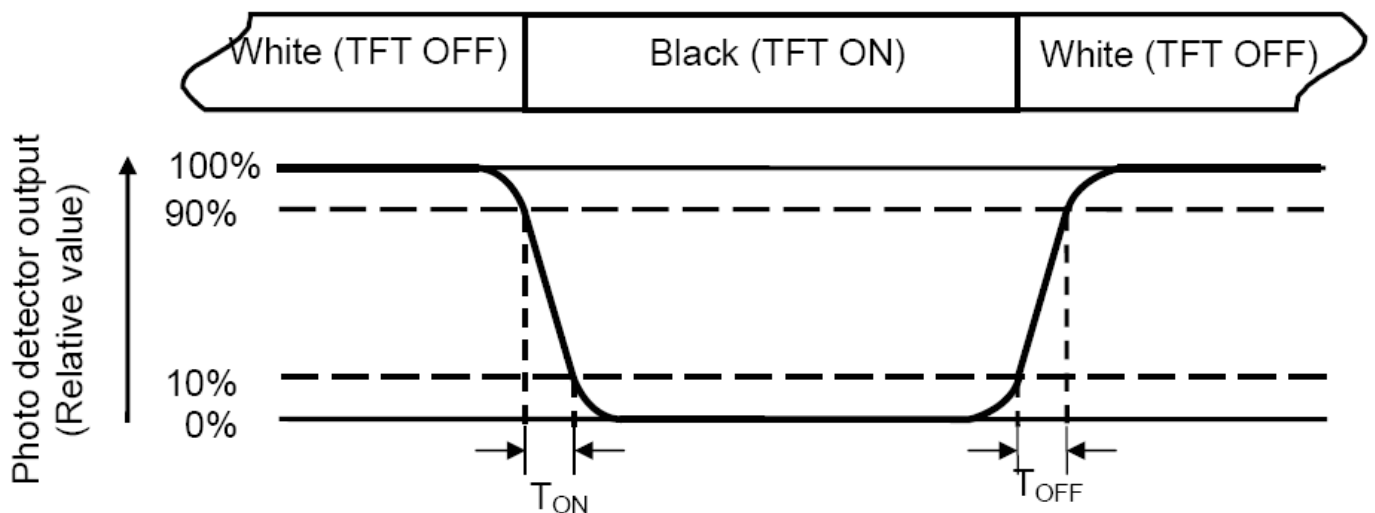 White (TFT OFF)
Black (TFT ON)
White (TFT OFF)
Photo detector output
(Relative value)
100%
90%
10%
0%
TON
TOFF